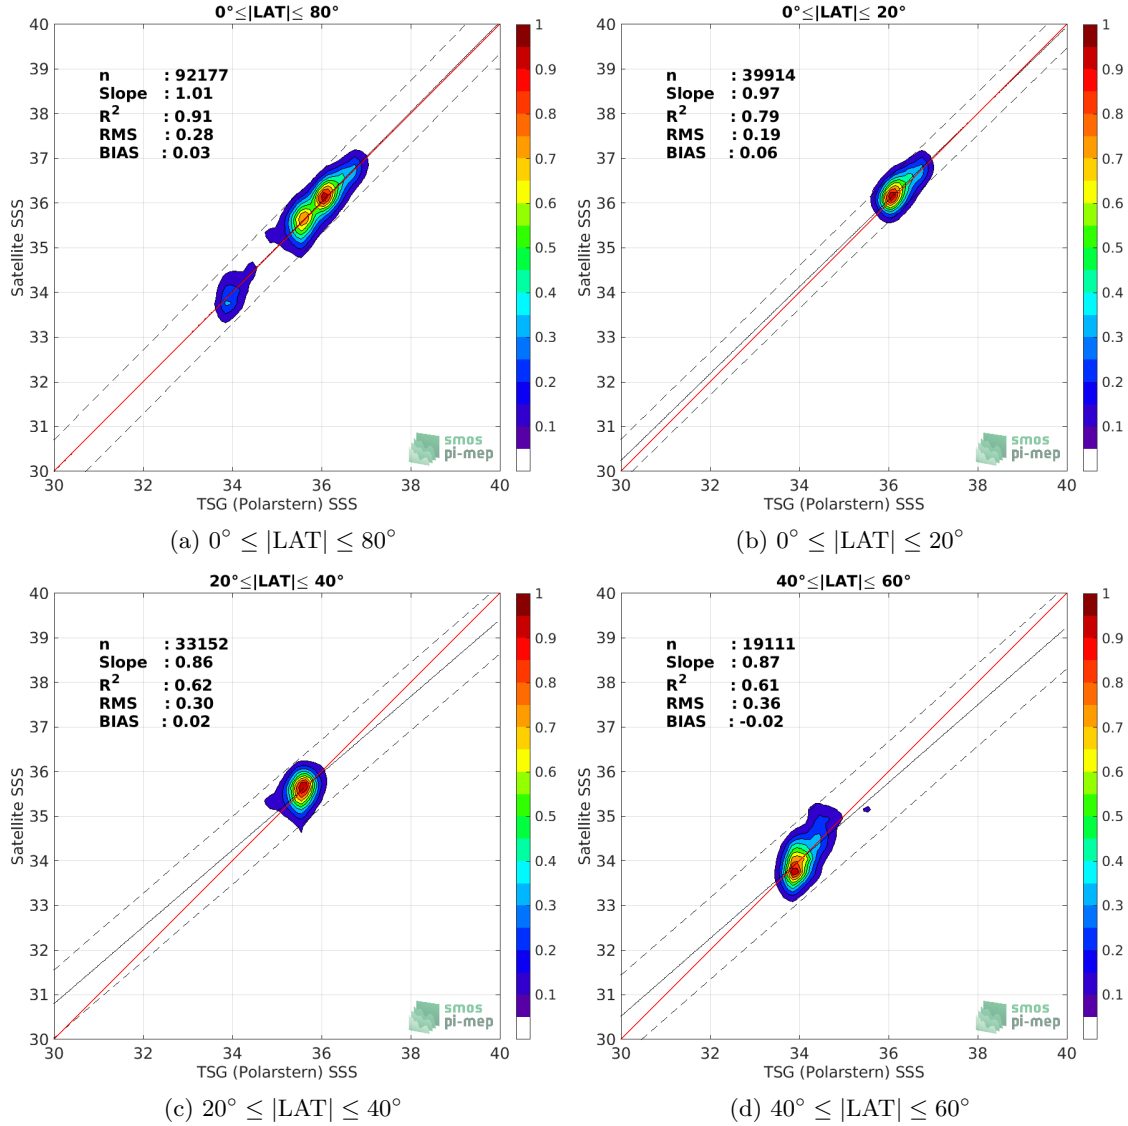 0°≤|LAT|≤ 80°
40
39
38
37
36
35
34
33
32
31
30
30
32
34
36
38
40
Satellite SSS
TSG (Polarstern) SSS
n : 92177
Slope : 1.01
R² : 0.91
RMS : 0.28
BIAS : 0.03
smos
pi-mep
1
0.9
0.8
0.7
0.6
0.5
0.4
0.3
0.2
0.1
(a) 0° ≤ |LAT| ≤ 80°
0°≤|LAT|≤ 20°
40
39
38
37
36
35
34
33
32
31
30
30
32
34
36
38
40
Satellite SSS
TSG (Polarstern) SSS
n : 39914
Slope : 0.97
R² : 0.79
RMS : 0.19
BIAS : 0.06
smos
pi-mep
1
0.9
0.8
0.7
0.6
0.5
0.4
0.3
0.2
0.1
(b) 0° ≤ |LAT| ≤ 20°
20°≤|LAT|≤ 40°
40
39
38
37
36
35
34
33
32
31
30
30
32
34
36
38
40
Satellite SSS
TSG (Polarstern) SSS
n : 33152
Slope : 0.86
R² : 0.62
RMS : 0.30
BIAS : 0.02
smos
pi-mep
1
0.9
0.8
0.7
0.6
0.5
0.4
0.3
0.2
0.1
(c) 20° ≤ |LAT| ≤ 40°
40°≤|LAT|≤ 60°
40
39
38
37
36
35
34
33
32
31
30
30
32
34
36
38
40
Satellite SSS
TSG (Polarstern) SSS
n : 19111
Slope : 0.87
R² : 0.61
RMS : 0.36
BIAS : -0.02
smos
pi-mep
1
0.9
0.8
0.7
0.6
0.5
0.4
0.3
0.2
0.1
(d) 40° ≤ |LAT| ≤ 60°